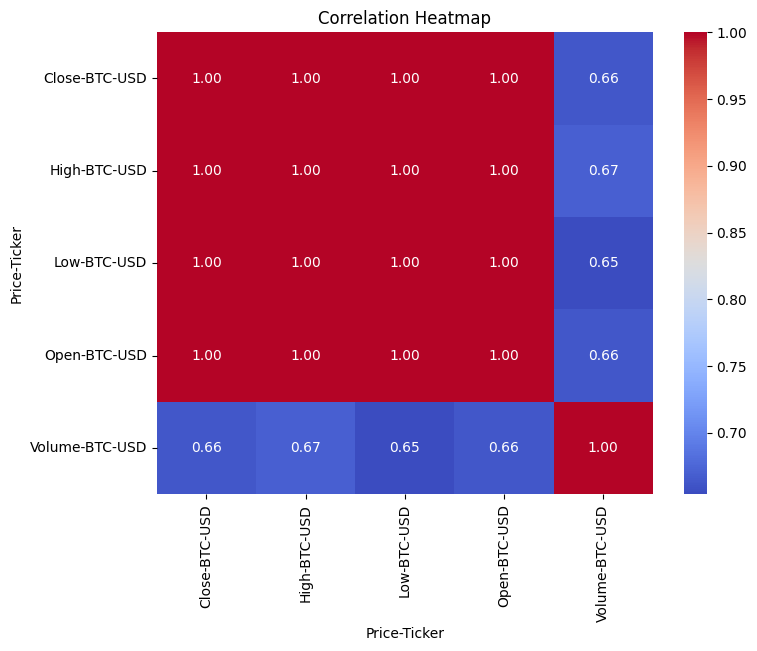 Correlation Heatmap
Price-Ticker
Close-BTC-USD 1.00 1.00 1.00 1.00 0.66
High-BTC-USD 1.00 1.00 1.00 1.00 0.67
Low-BTC-USD 1.00 1.00 1.00 1.00 0.65
Open-BTC-USD 1.00 1.00 1.00 1.00 0.66
Volume-BTC-USD 0.66 0.67 0.65 0.66 1.00
Close-BTC-USD
High-BTC-USD
Low-BTC-USD
Open-BTC-USD
Volume-BTC-USD
Price-Ticker
1.00
0.95
0.90
0.85
0.80
0.75
0.70